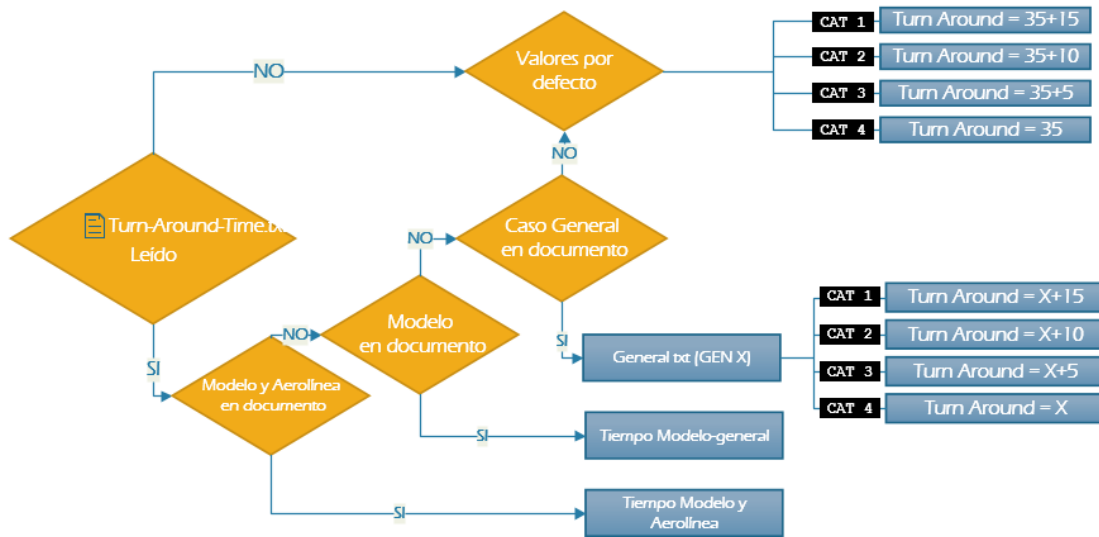 CAT 1 Turn Around = 35+15
Valores por
defecto
NO
CAT 2 Turn Around = 35+10
CAT 3 Turn Around = 35+5
CAT 4 Turn Around = 35
NO
Turn-Around-Time.tx
Leído
Caso General
en documento
NO
CAT 1 Turn Around = X+15
Modelo
en documento
NO
SI
CAT 2 Turn Around = X+10
General txt (GEN X)
SI
CAT 3 Turn Around = X+5
Modelo y Aerolínea
en documento
CAT 4 Turn Around = X
SI
Tiempo Modelo-general
SI
Tiempo Modelo y
Aerolínea